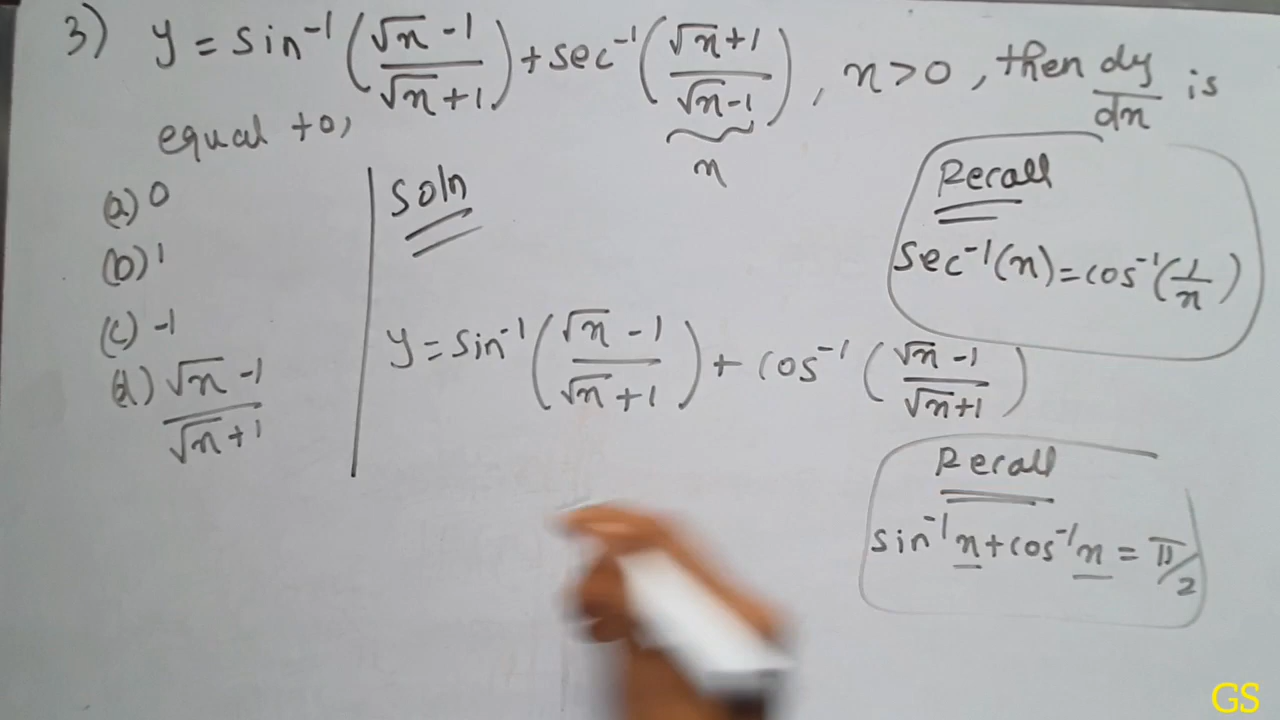 3) y = sin⁻¹((√x - 1)/(√x + 1)) + sec⁻¹((√x + 1)/(√x - 1)), x > 0, then dy/dx is
equal to,
x
(a) 0
(b) 1
(c) -1
(d) (√x - 1)/(√x + 1)
Soln
y = sin⁻¹((√x - 1)/(√x + 1)) + cos⁻¹((√x - 1)/(√x + 1))
Recall
sec⁻¹(x) = cos⁻¹(1/x)
Recall
sin⁻¹x + cos⁻¹x = π/2
GS